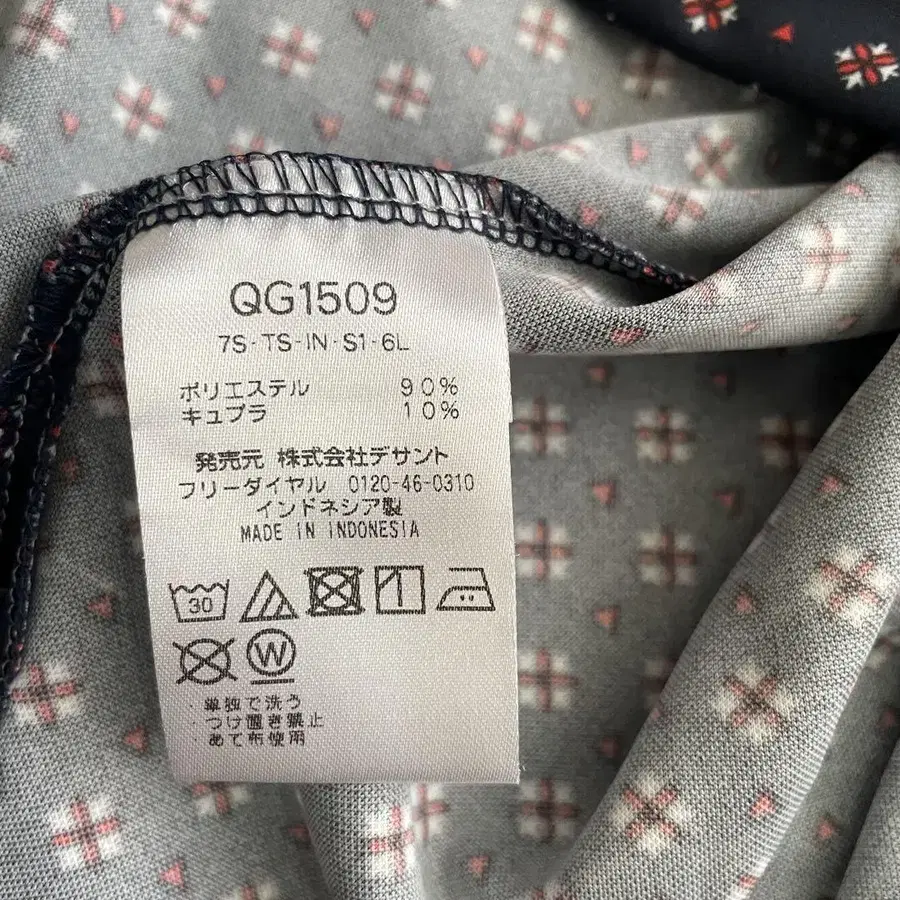 QG1509
7S-TS-IN-S1-6L
ポリエステル 90%
キュプラ 10%
発売元 株式会社デサント
フリーダイヤル 0120-46-0310
インドネシア製
MADE IN INDONESIA
30
W
・単独で洗う
・つけ置き禁止
・あて布使用